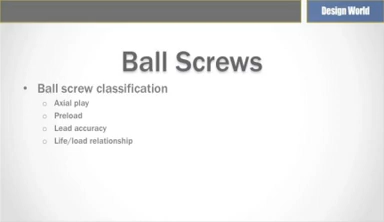 Design World
Ball Screws
• Ball screw classification
o Axial play
o Preload
o Lead accuracy
o Life/load relationship